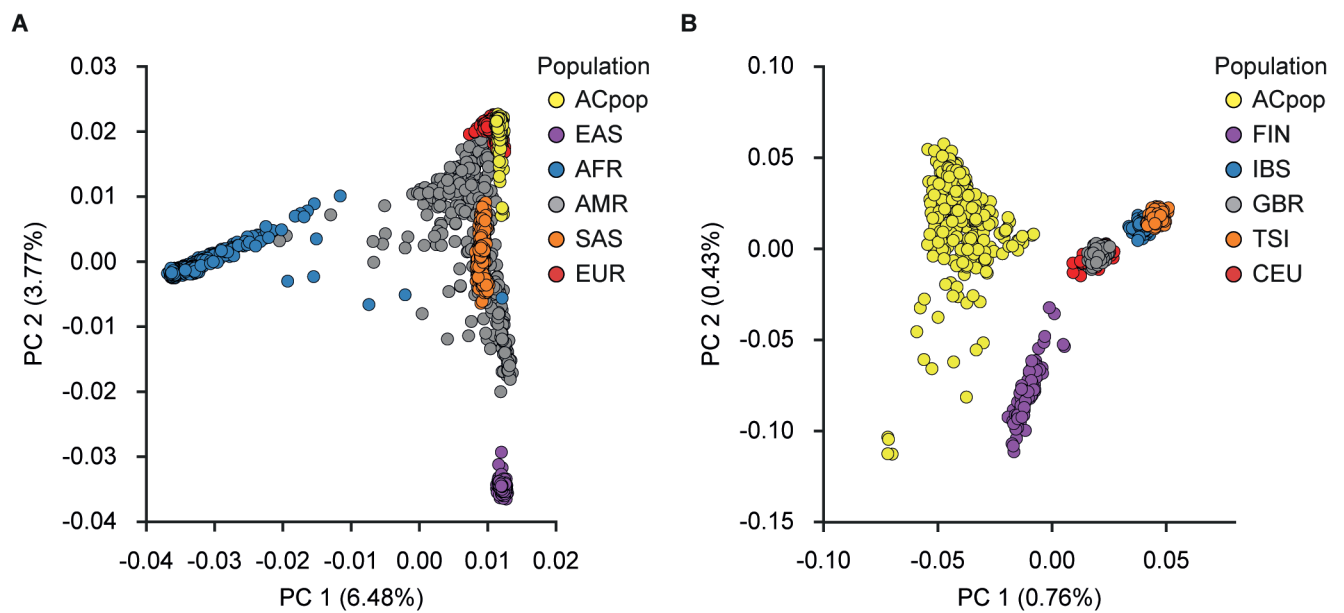 A
0.03
0.02
0.01
0.00
-0.01
-0.02
-0.03
-0.04
PC 2 (3.77%)
-0.04
-0.03
-0.02
-0.01
0.00
0.01
0.02
PC 1 (6.48%)
Population
ACpop
EAS
AFR
AMR
SAS
EUR
B
0.10
0.05
0.00
-0.05
-0.10
-0.15
PC 2 (0.43%)
-0.10
-0.05
0.00
0.05
PC 1 (0.76%)
Population
ACpop
FIN
IBS
GBR
TSI
CEU